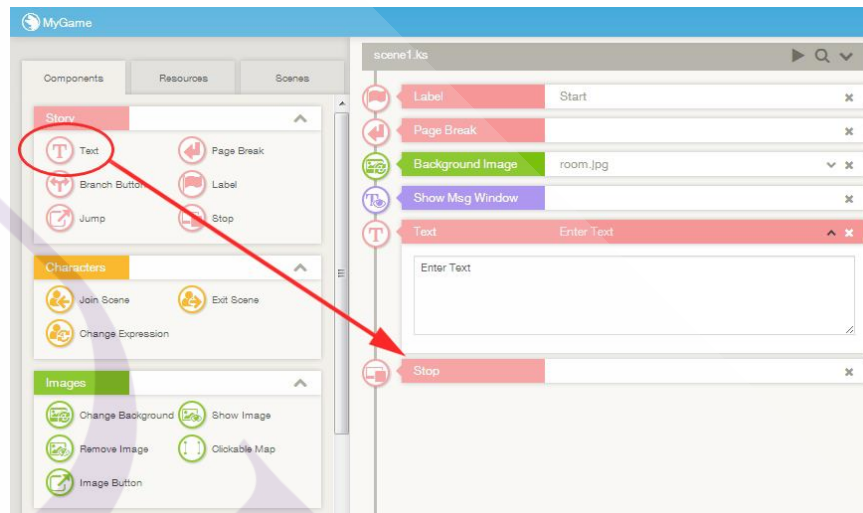 MyGame
Components Resources Scenes
Story
Text Page Break
Branch Button Label
Jump Stop
Characters
Join Scene Exit Scene
Change Expression
Images
Change Background Show Image
Remove Image Clickable Map
Image Button
scene1.ks
Label Start
Page Break
Background Image room.jpg
Show Msg Window
Text Enter Text
Enter Text
Stop